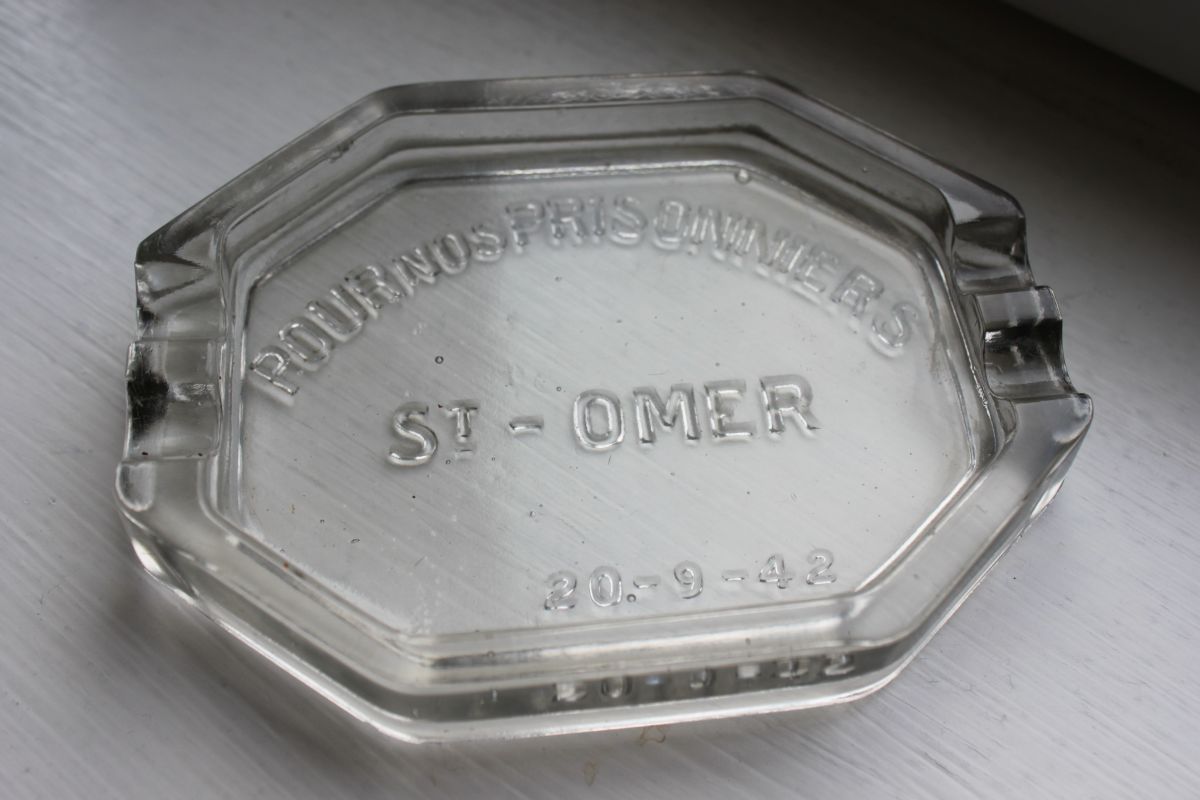 POUR NOS PRISONNIERS
ST - OMER
20.-9-42